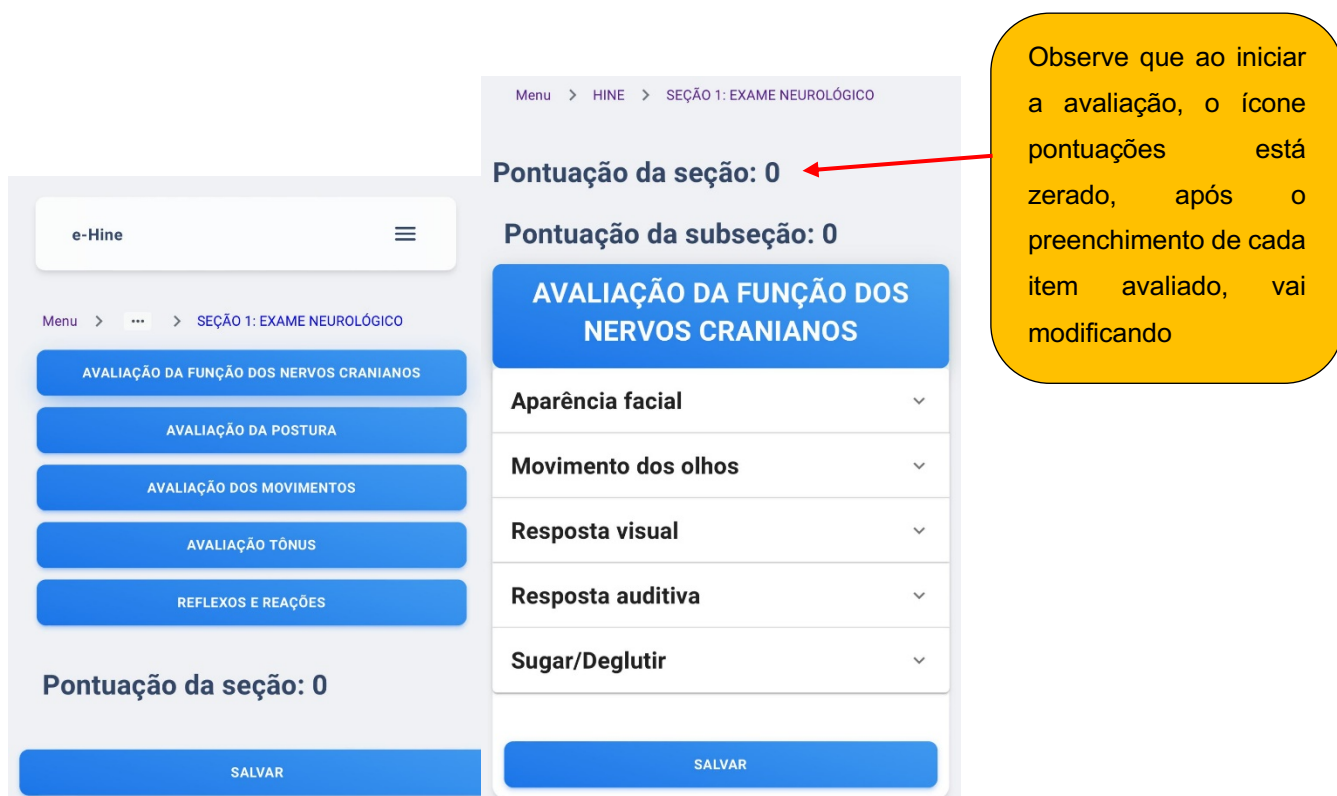 e-Hine
Menu > ... > SEÇÃO 1: EXAME NEUROLÓGICO
AVALIAÇÃO DA FUNÇÃO DOS NERVOS CRANIANOS
AVALIAÇÃO DA POSTURA
AVALIAÇÃO DOS MOVIMENTOS
AVALIAÇÃO TÔNUS
REFLEXOS E REAÇÕES
Pontuação da seção: 0
SALVAR
Menu > HINE > SEÇÃO 1: EXAME NEUROLÓGICO
Pontuação da seção: 0
Pontuação da subseção: 0
AVALIAÇÃO DA FUNÇÃO DOS
NERVOS CRANIANOS
Aparência facial
Movimento dos olhos
Resposta visual
Resposta auditiva
Sugar/Deglutir
SALVAR
Observe que ao iniciar
a avaliação, o ícone
pontuações está
zerado, após o
preenchimento de cada
item avaliado, vai
modificando